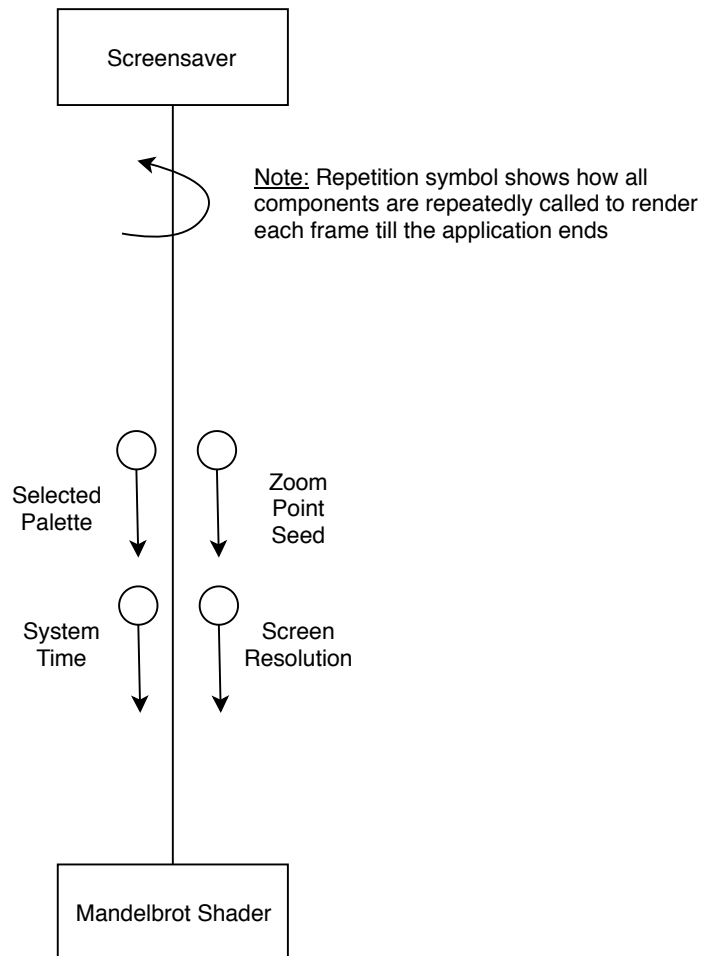 Screensaver
Note: Repetition symbol shows how all
components are repeatedly called to render
each frame till the application ends
Selected
Palette
Zoom
Point
Seed
System
Time
Screen
Resolution
Mandelbrot Shader